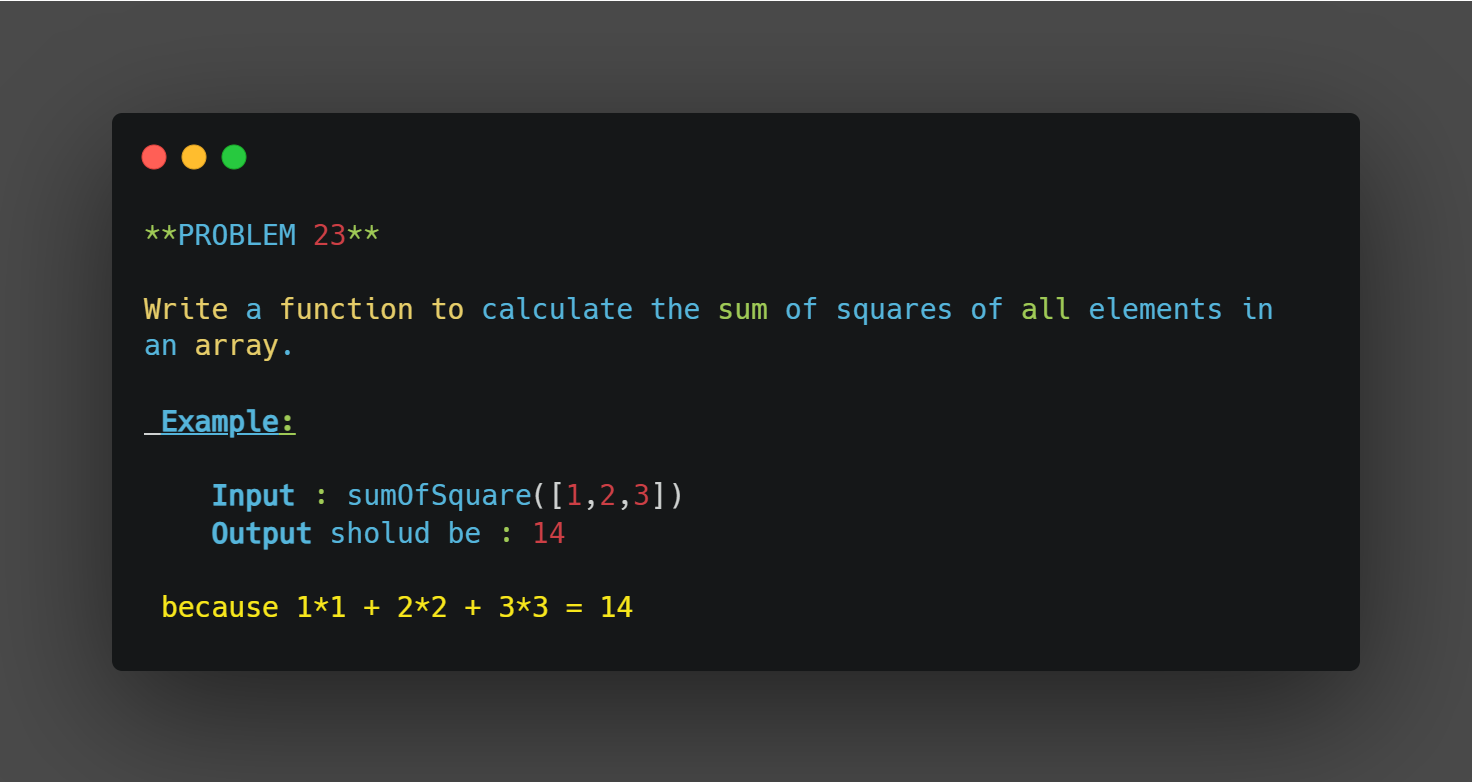 **PROBLEM 23**
Write a function to calculate the sum of squares of all elements in
an array.
_Example:
Input : sumOfSquare([1,2,3])
Output sholud be : 14
because 1*1 + 2*2 + 3*3 = 14